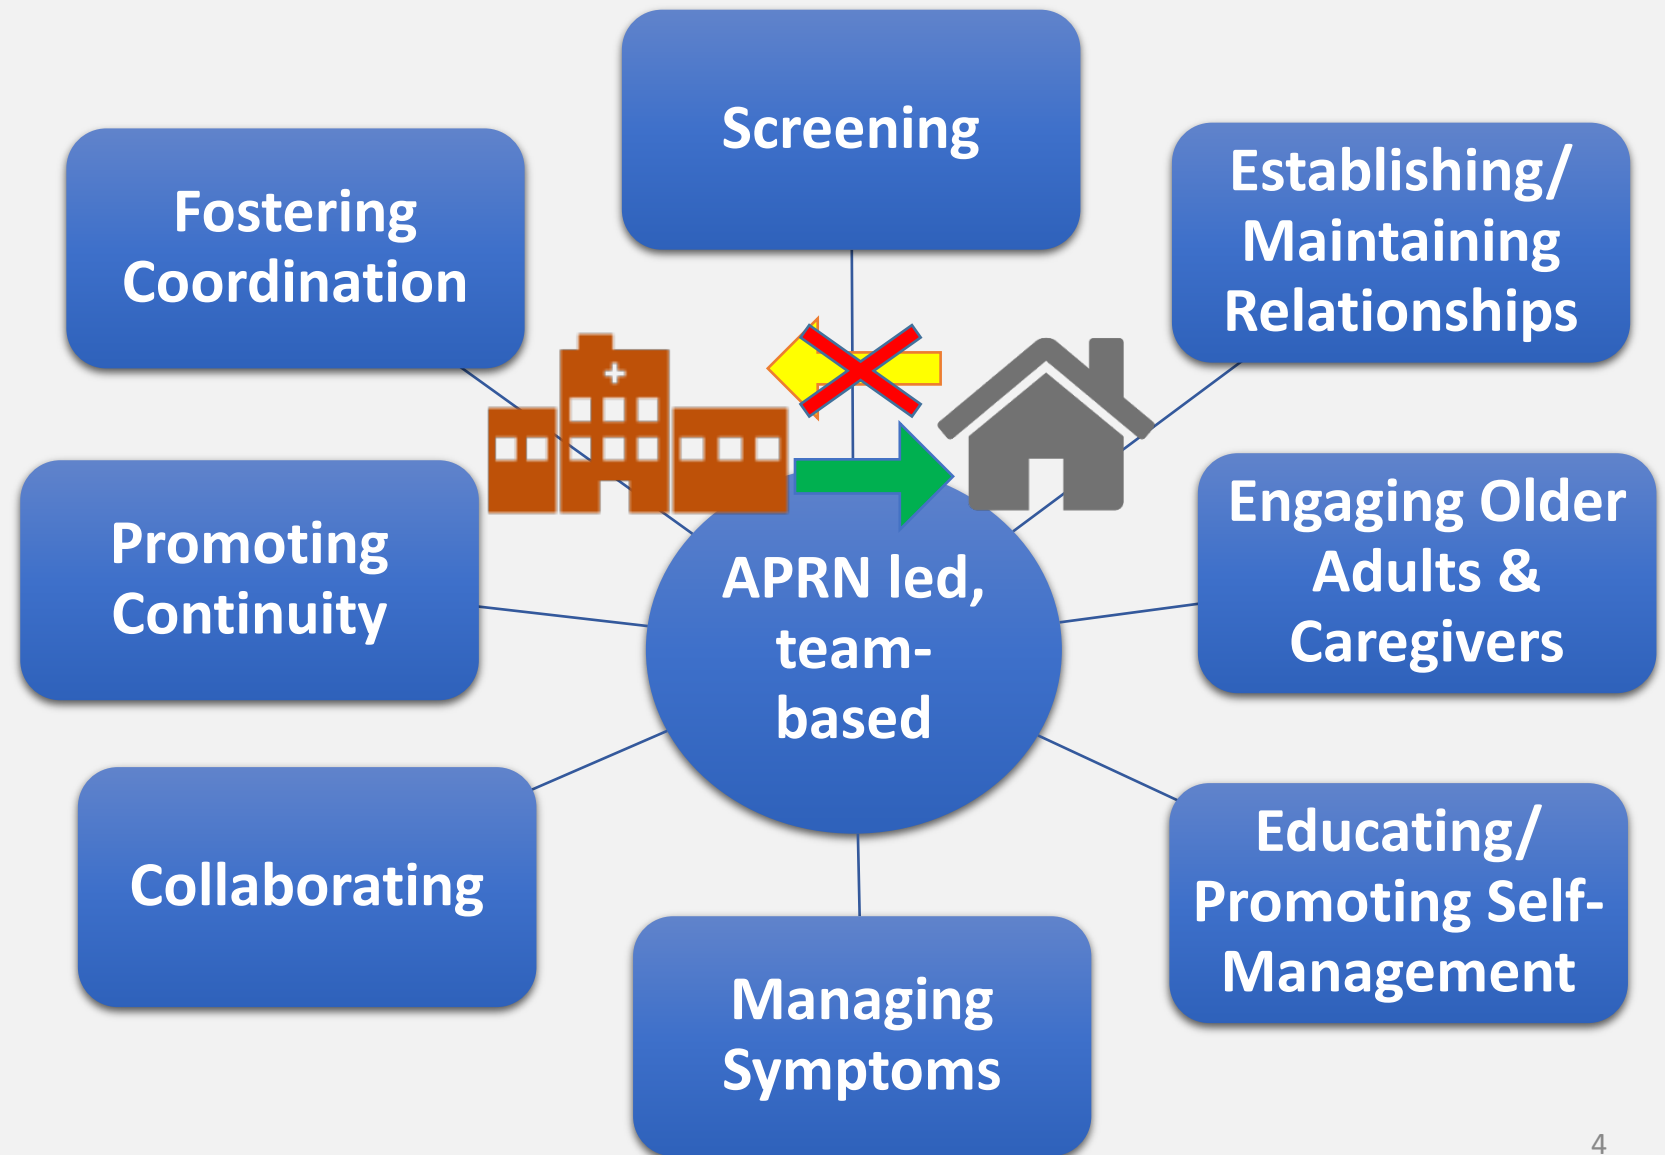 Screening
Establishing/
Maintaining
Relationships
Engaging Older
Adults &
Caregivers
Educating/
Promoting Self-
Management
Managing
Symptoms
Collaborating
Promoting
Continuity
Fostering
Coordination
APRN led,
team-
based
4